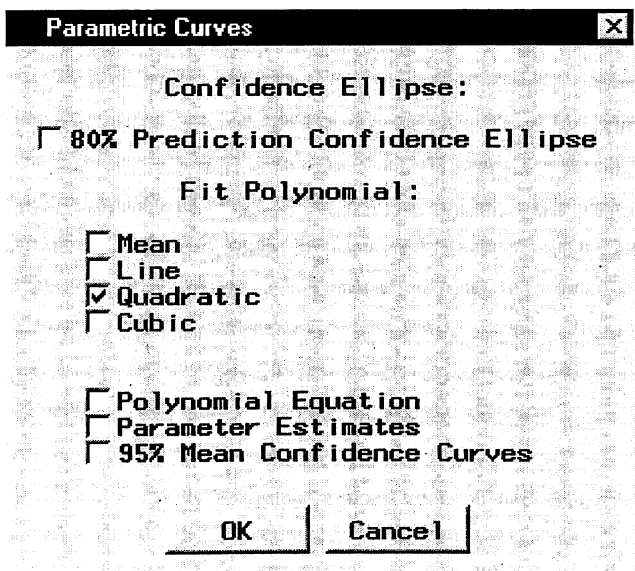 Parametric Curves
Confidence Ellipse:
80% Prediction Confidence Ellipse
Fit Polynomial:
Mean
Line
Quadratic
Cubic
Polynomial Equation
Parameter Estimates
95% Mean Confidence Curves
OK Cancel